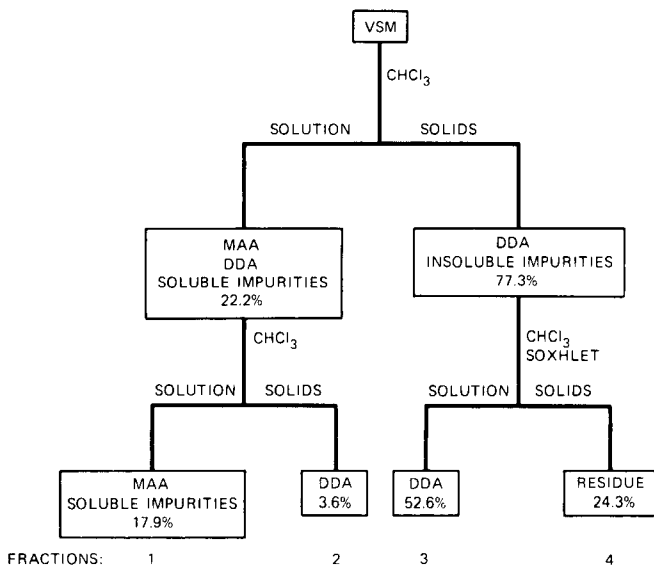 VSM
CHCl3
SOLUTION SOLIDS
MAA
DDA
SOLUBLE IMPURITIES
22.2%
DDA
INSOLUBLE IMPURITIES
77.3%
CHCl3
CHCl3
SOXHLET
SOLUTION SOLIDS
SOLUTION SOLIDS
MAA
SOLUBLE IMPURITIES
17.9%
DDA
3.6%
DDA
52.6%
RESIDUE
24.3%
FRACTIONS: 1 2 3 4